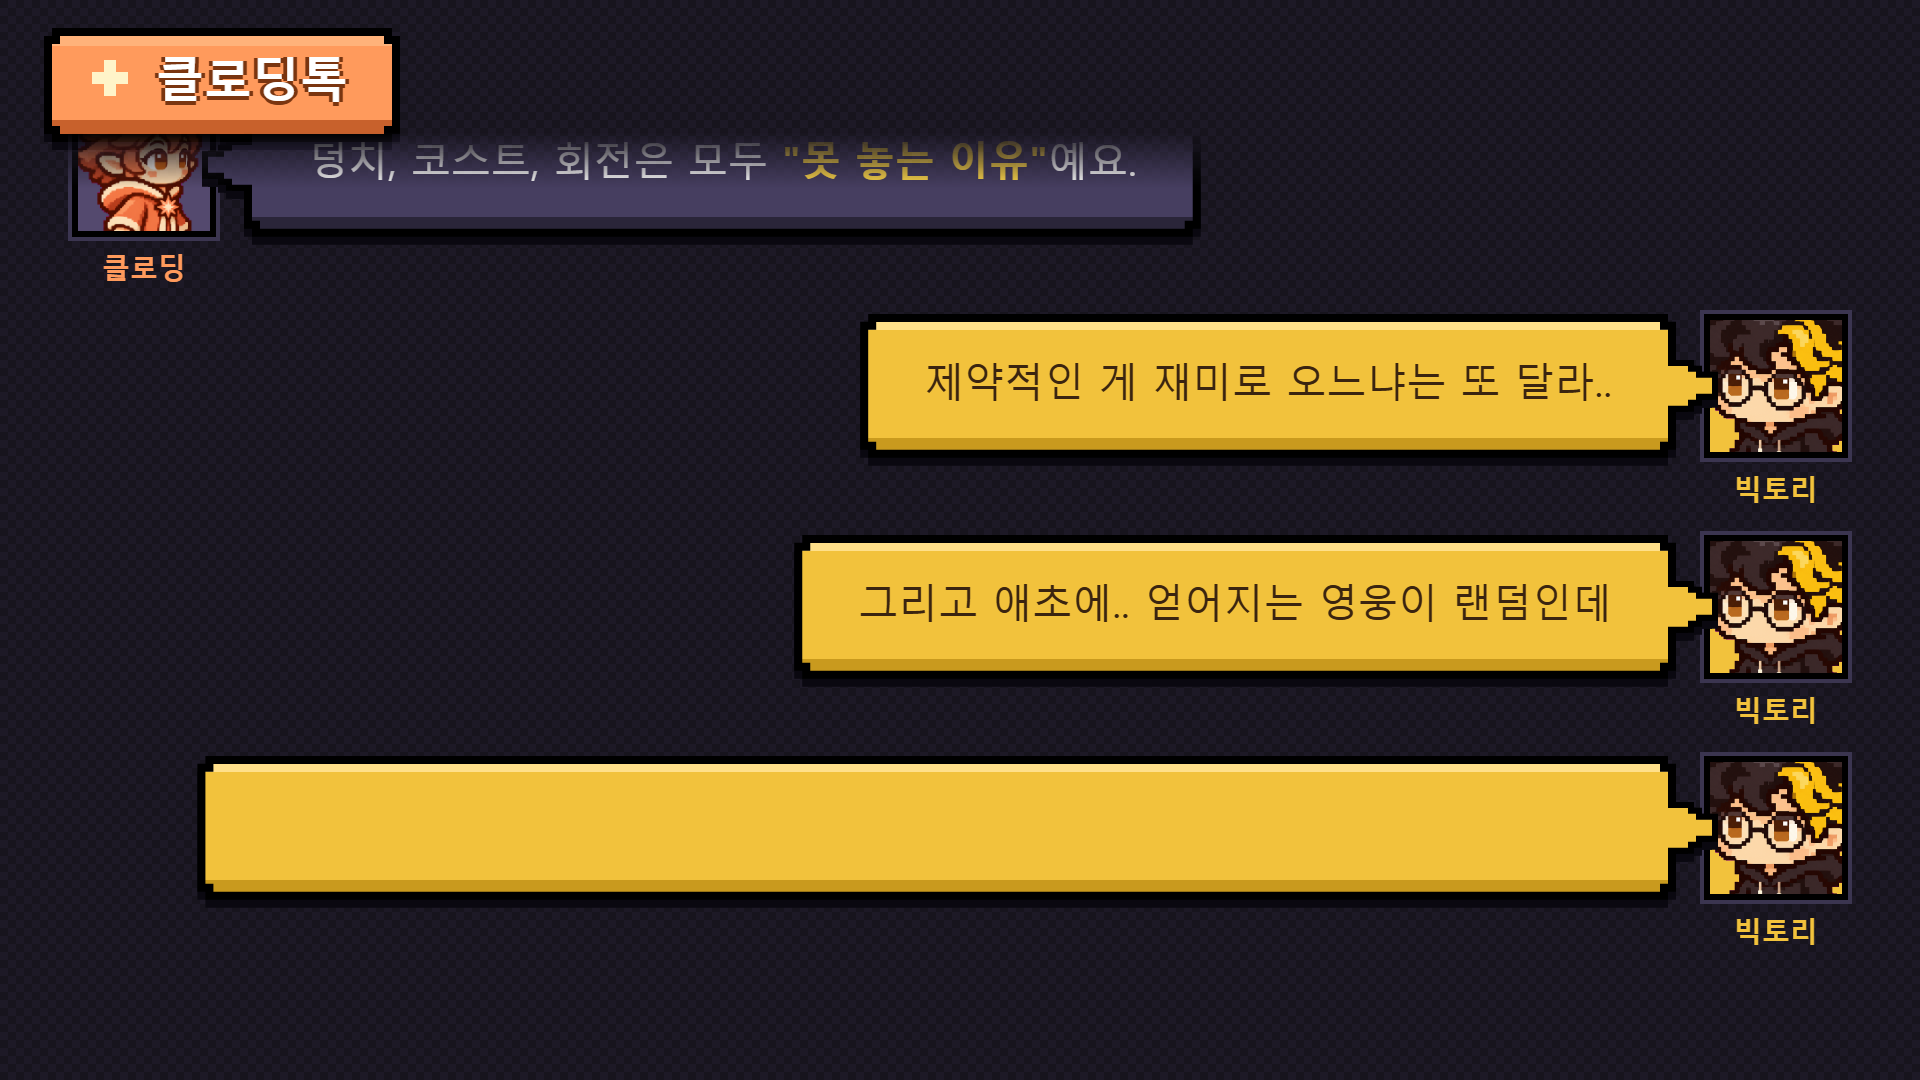 클로딩톡
덩치, 코스트, 회전은 모두 "못 놓는 이유"예요.
클로딩
제약적인 게 재미로 오느냐는 또 달라..
빅토리
그리고 애초에.. 얻어지는 영웅이 랜덤인데
빅토리
빅토리